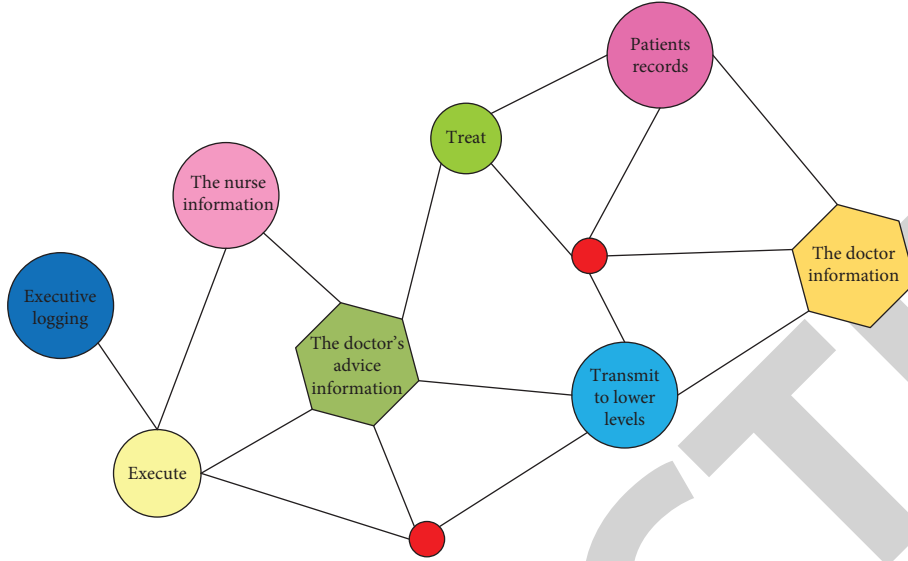 Patients
records
Treat
The nurse
information
The doctor
information
Executive
logging
The doctor's
advice
information
Transmit
to lower
levels
Execute